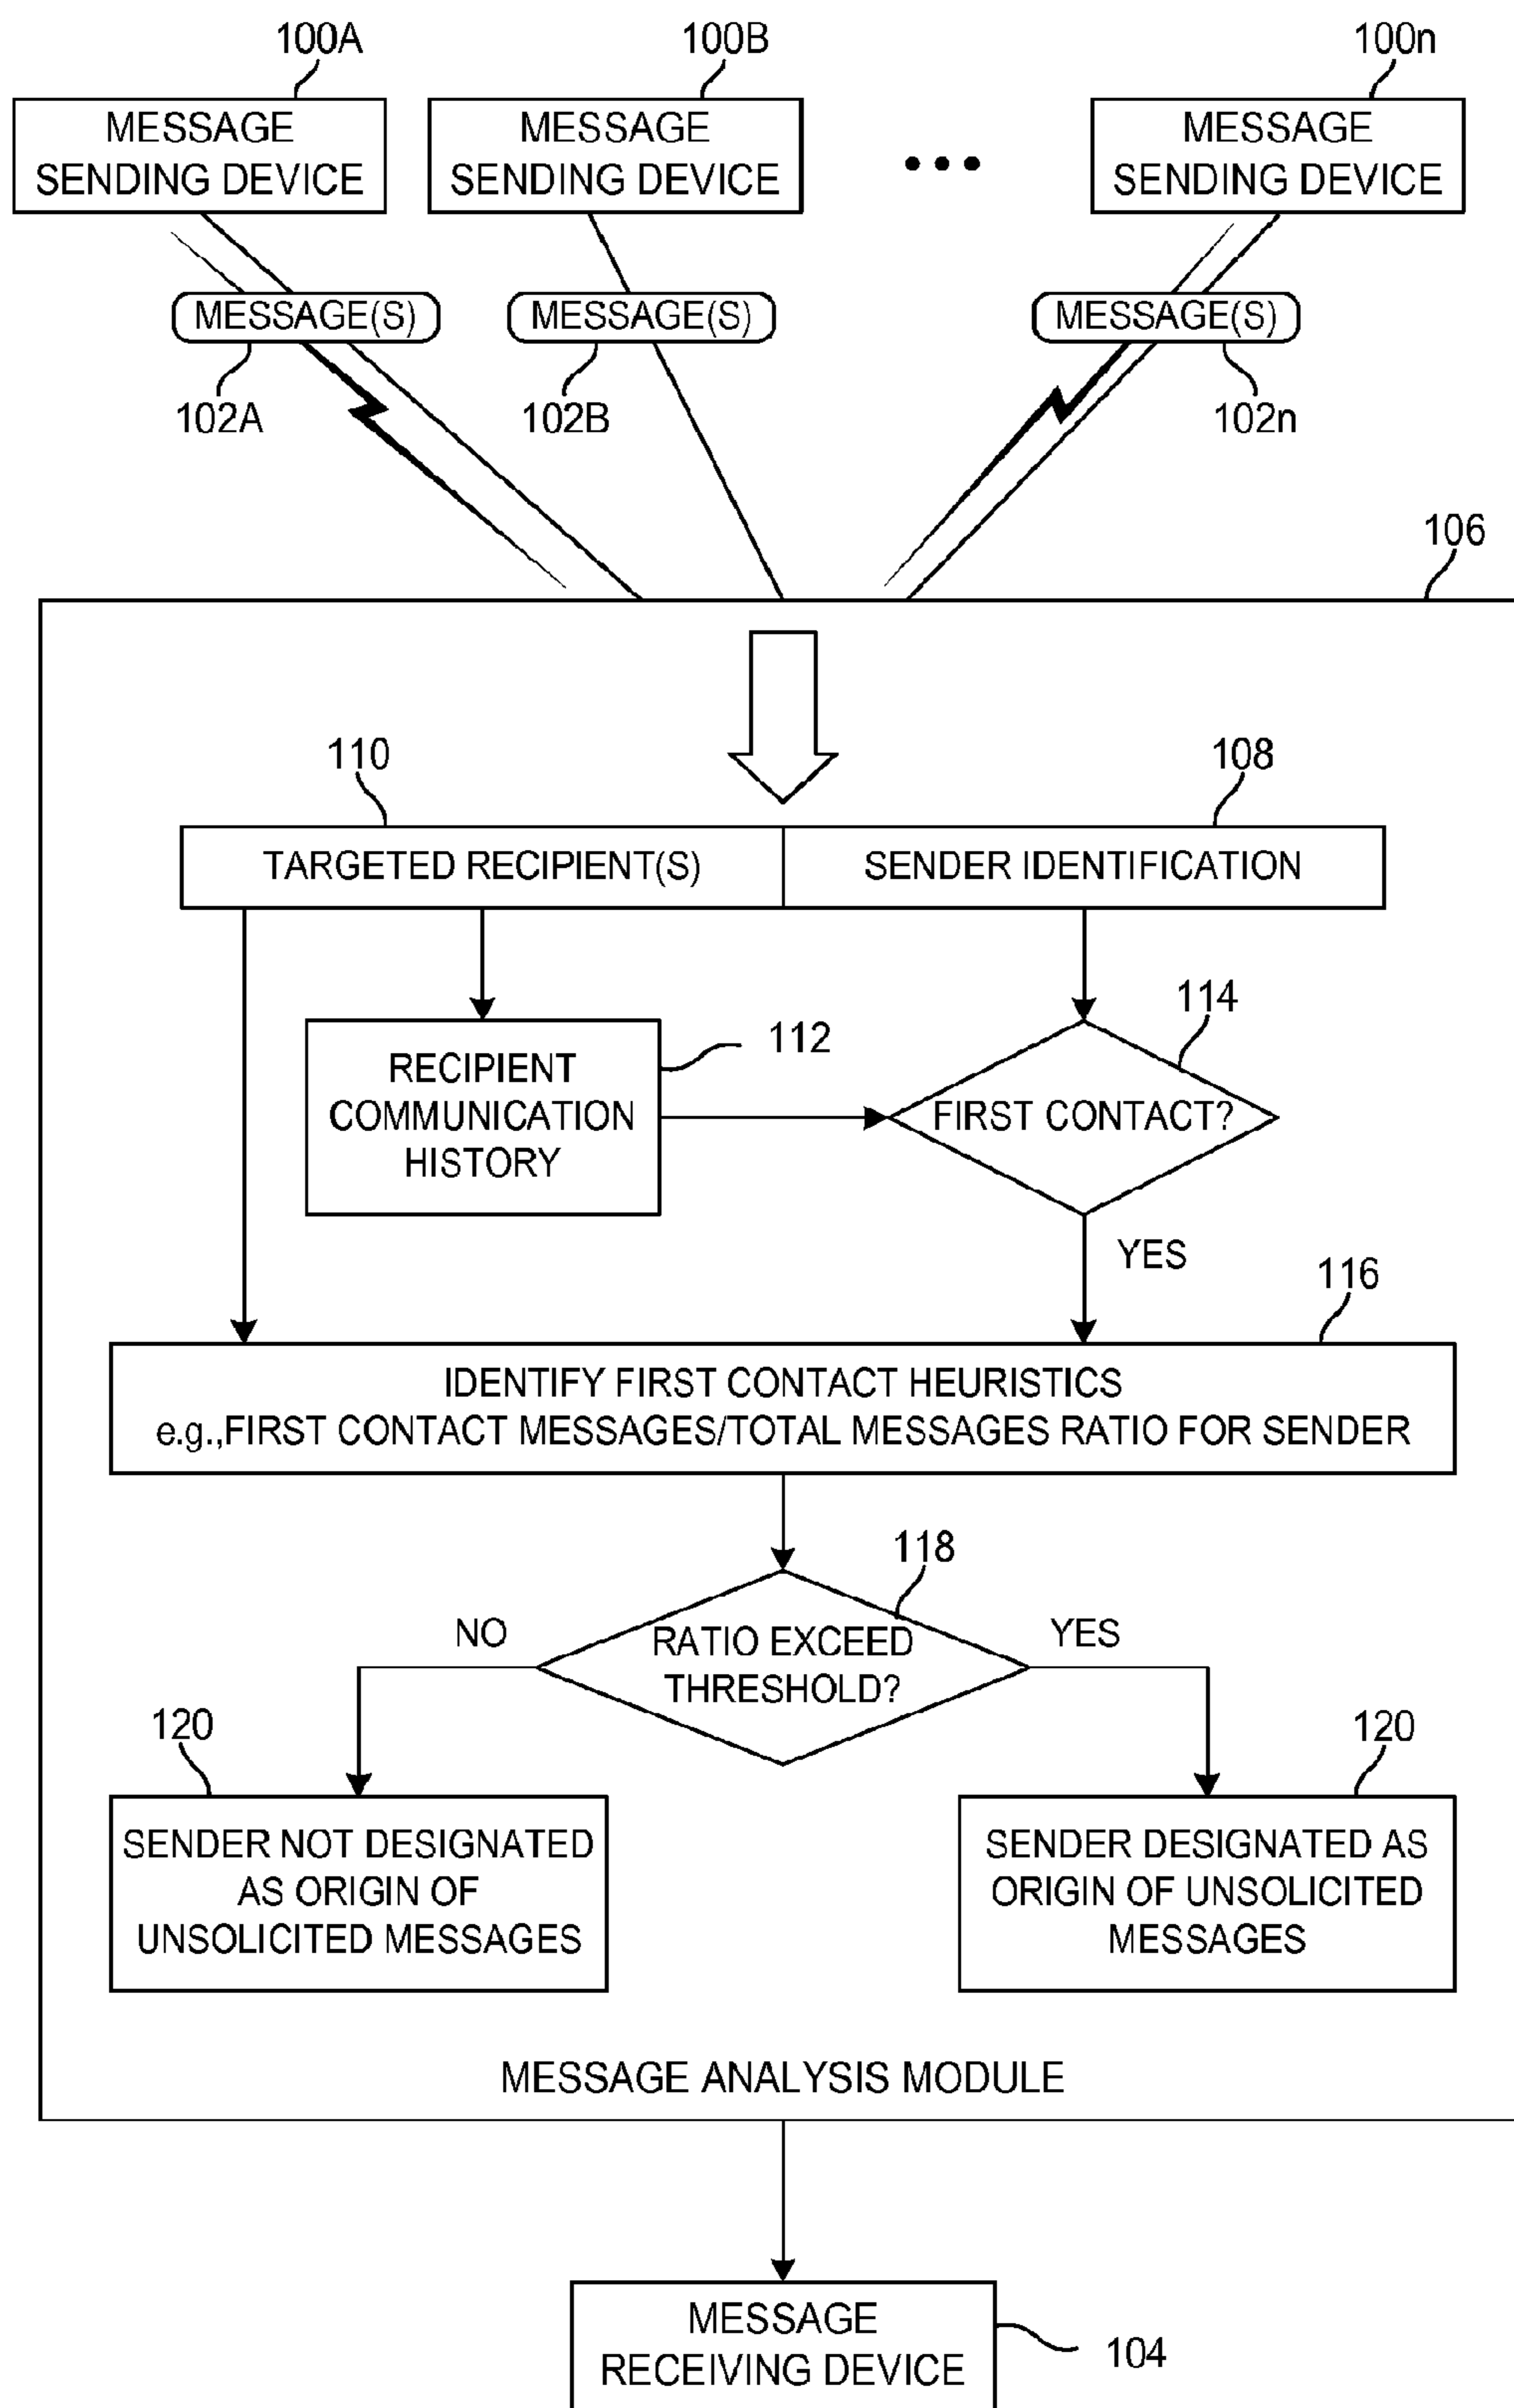 100A
100B
100n
MESSAGE
SENDING DEVICE
MESSAGE
SENDING DEVICE
MESSAGE
SENDING DEVICE
MESSAGE(S)
MESSAGE(S)
MESSAGE(S)
102A
102B
102n
106
110
108
TARGETED RECIPIENT(S)
SENDER IDENTIFICATION
114
112
RECIPIENT
COMMUNICATION
HISTORY
FIRST CONTACT?
YES
116
IDENTIFY FIRST CONTACT HEURISTICS
e.g.,FIRST CONTACT MESSAGES/TOTAL MESSAGES RATIO FOR SENDER
118
NO
RATIO EXCEED
THRESHOLD?
YES
120
120
SENDER NOT DESIGNATED
AS ORIGIN OF
UNSOLICITED MESSAGES
SENDER DESIGNATED AS
ORIGIN OF UNSOLICITED
MESSAGES
MESSAGE ANALYSIS MODULE
MESSAGE
RECEIVING DEVICE
104